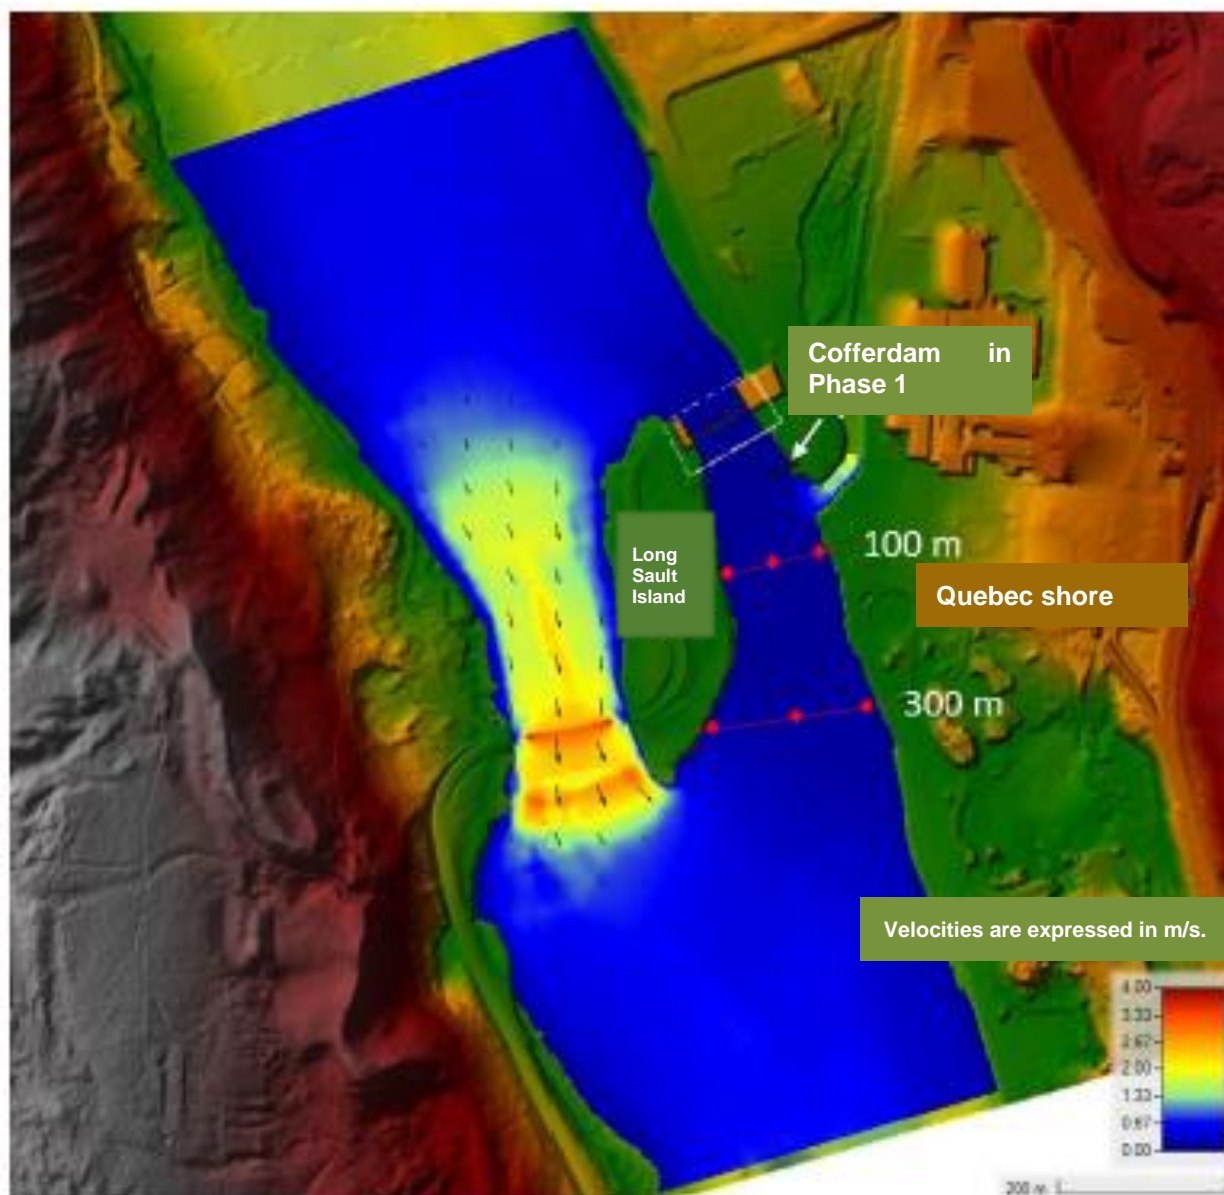 Cofferdam in
Phase 1
100 m
Long
Sault
Island
Quebec shore
300 m
Velocities are expressed in m/s.
4.00
3.33
2.67
2.00
1.33
0.67
0.00
200 m